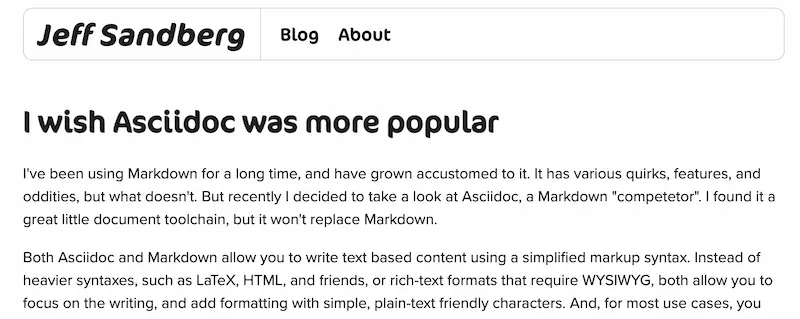 Jeff Sandberg
Blog About
I wish Asciidoc was more popular
I've been using Markdown for a long time, and have grown accustomed to it. It has various quirks, features, and
oddities, but what doesn't. But recently I decided to take a look at Asciidoc, a Markdown "competetor". I found it a
great little document toolchain, but it won't replace Markdown.
Both Asciidoc and Markdown allow you to write text based content using a simplified markup syntax. Instead of
heavier syntaxes, such as LaTeX, HTML, and friends, or rich-text formats that require WYSIWYG, both allow you to
focus on the writing, and add formatting with simple, plain-text friendly characters. And, for most use cases, you